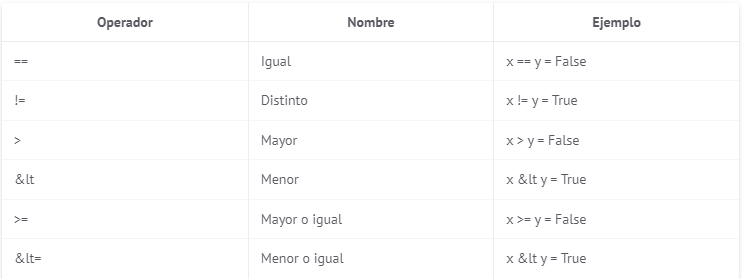 Operador Nombre Ejemplo
== Igual x == y = False
!= Distinto x != y = True
> Mayor x > y = False
&lt Menor x &lt y = True
>= Mayor o igual x >= y = False
&lt= Menor o igual x &lt y = True